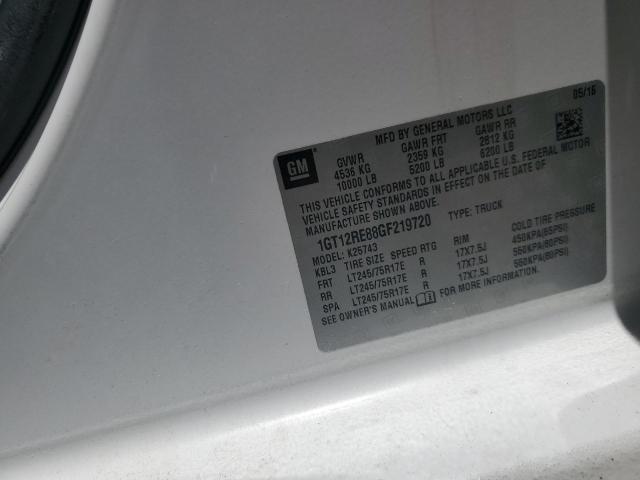 MFD BY GENERAL MOTORS LLC 05/16
GM
GVWR GAWR FRT GAWR RR
4536 KG 2359 KG 2812 KG
10000 LB 5200 LB 6200 LB
THIS VEHICLE CONFORMS TO ALL APPLICABLE U.S. FEDERAL MOTOR
VEHICLE SAFETY STANDARDS IN EFFECT ON THE DATE OF
MANUFACTURE SHOWN ABOVE.
1GT12RE88GF219720 TYPE: TRUCK
MODEL: K25743
KBL3 TIRE SIZE SPEED RTG RIM COLD TIRE PRESSURE
FRT LT245/75R17E R 17X7.5J 450KPA(65PSI)
RR LT245/75R17E R 17X7.5J 550KPA(80PSI)
SPA LT245/75R17E R 17X7.5J 550KPA(80PSI)
SEE OWNER'S MANUAL FOR MORE INFORMATION.